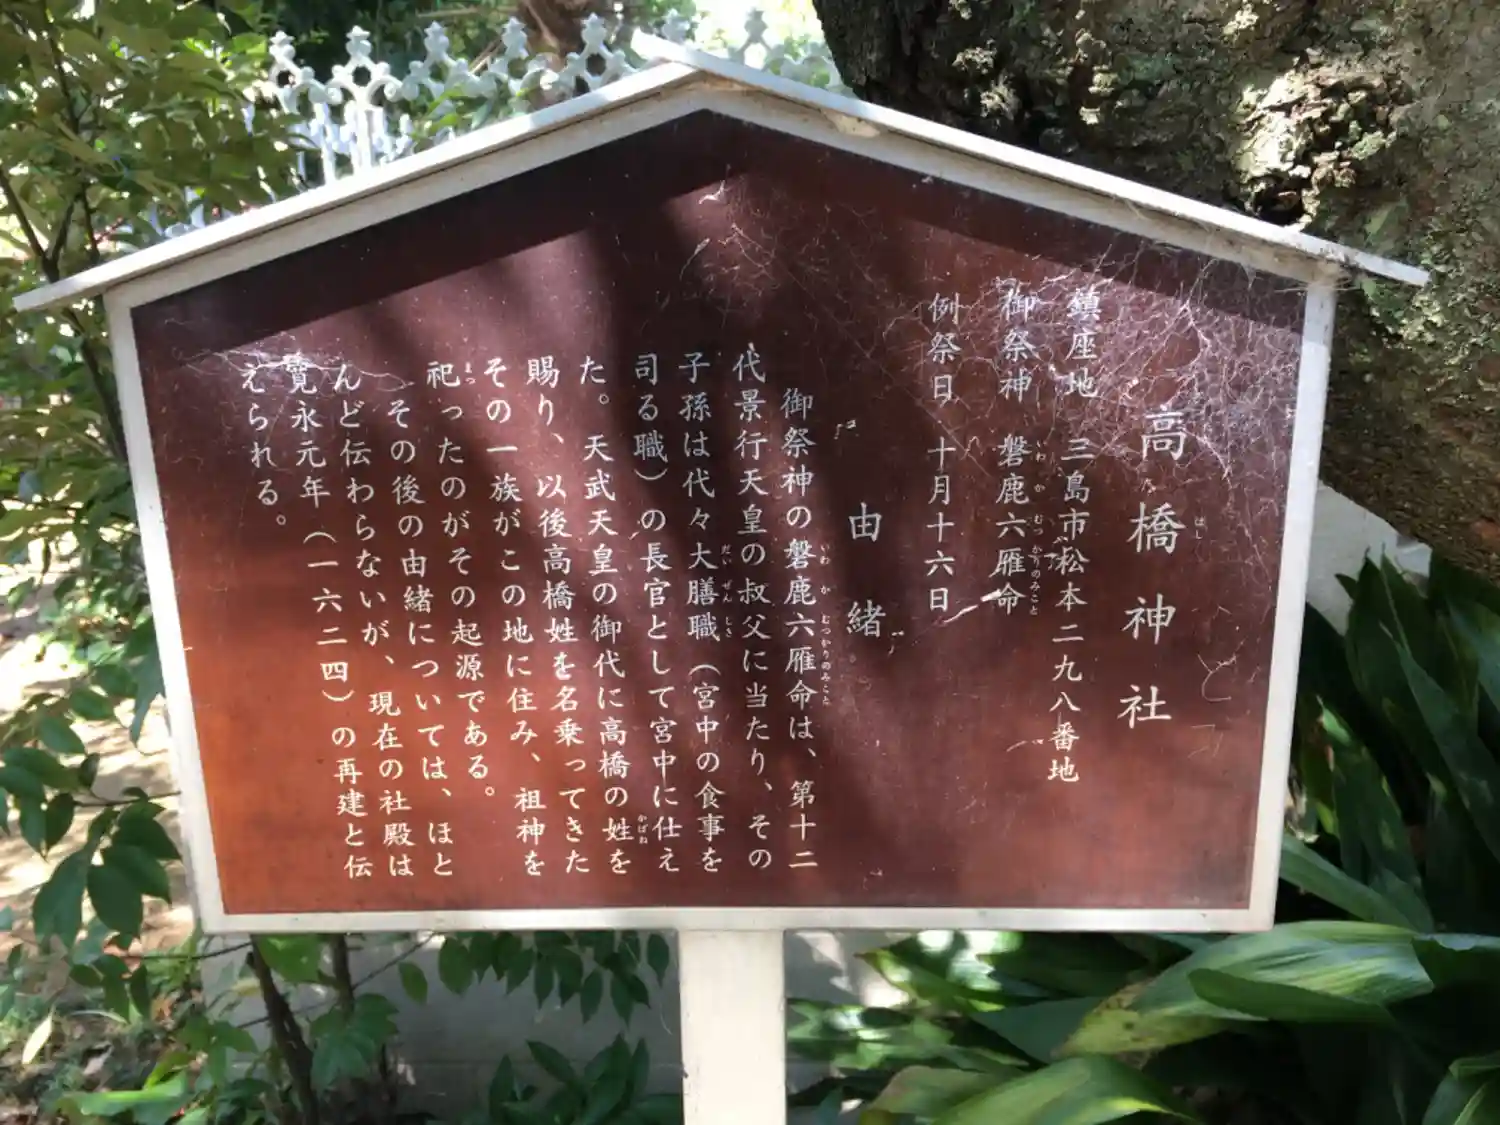 高橋神社
鎮座地 三島市松本二九八番地
御祭神 磐鹿六雁命
例祭日 十月十六日
由緒
御祭神の磐鹿六雁命は、第十二
代景行天皇の叔父に当たり、その
子孫は代々大膳職（宮中の食事を
司る職）の長官として宮中に仕え
た。天武天皇の御代に高橋の姓を
賜り、以後高橋姓を名乗ってきた
その一族がこの地に住み、祖神を
祀ったのがその起源である。
その後の由緒については、ほと
んど伝わらないが、現在の社殿は
寛永元年（一六二四）の再建と伝
えられる。